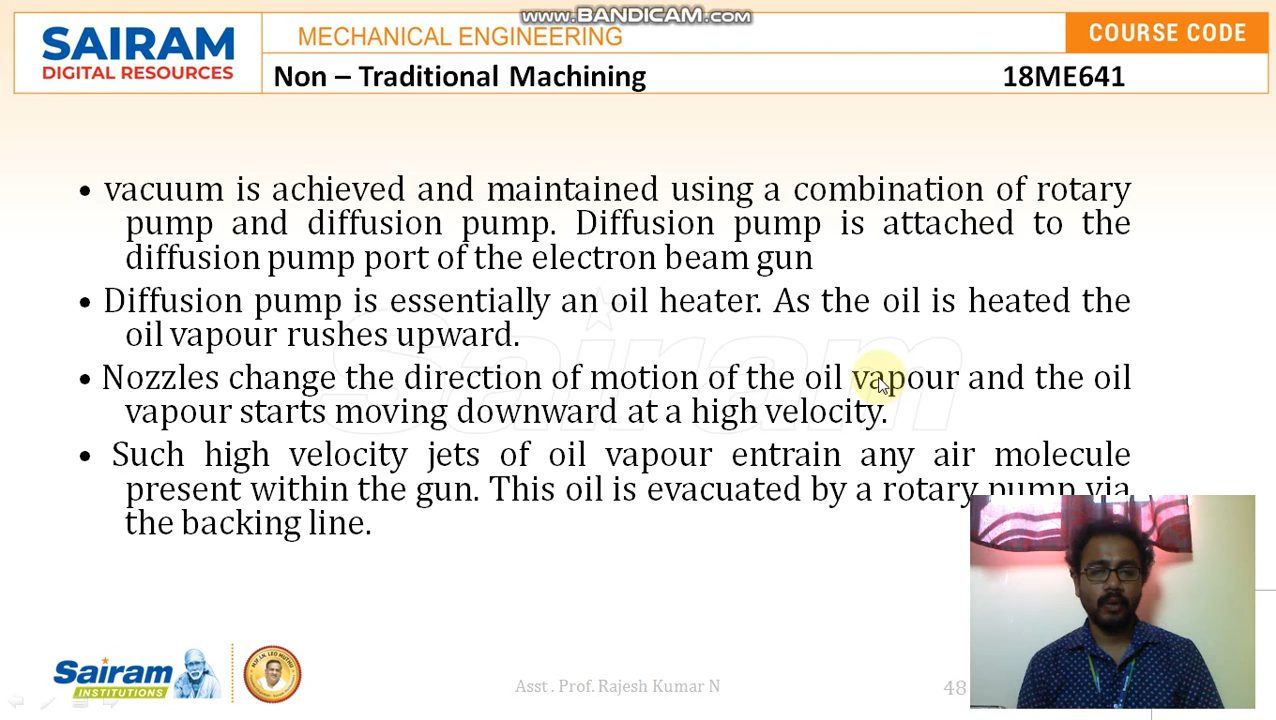 www.BANDICAM.com
SAIRAM
DIGITAL RESOURCES
MECHANICAL ENGINEERING
COURSE CODE
Non – Traditional Machining
18ME641
• vacuum is achieved and maintained using a combination of rotary
pump and diffusion pump. Diffusion pump is attached to the
diffusion pump port of the electron beam gun
• Diffusion pump is essentially an oil heater. As the oil is heated the
oil vapour rushes upward.
• Nozzles change the direction of motion of the oil vapour and the oil
vapour starts moving downward at a high velocity.
• Such high velocity jets of oil vapour entrain any air molecule
present within the gun. This oil is evacuated by a rotary pump via
the backing line.
Sairam
Sairam
INSTITUTIONS
Asst . Prof. Rajesh Kumar N
48